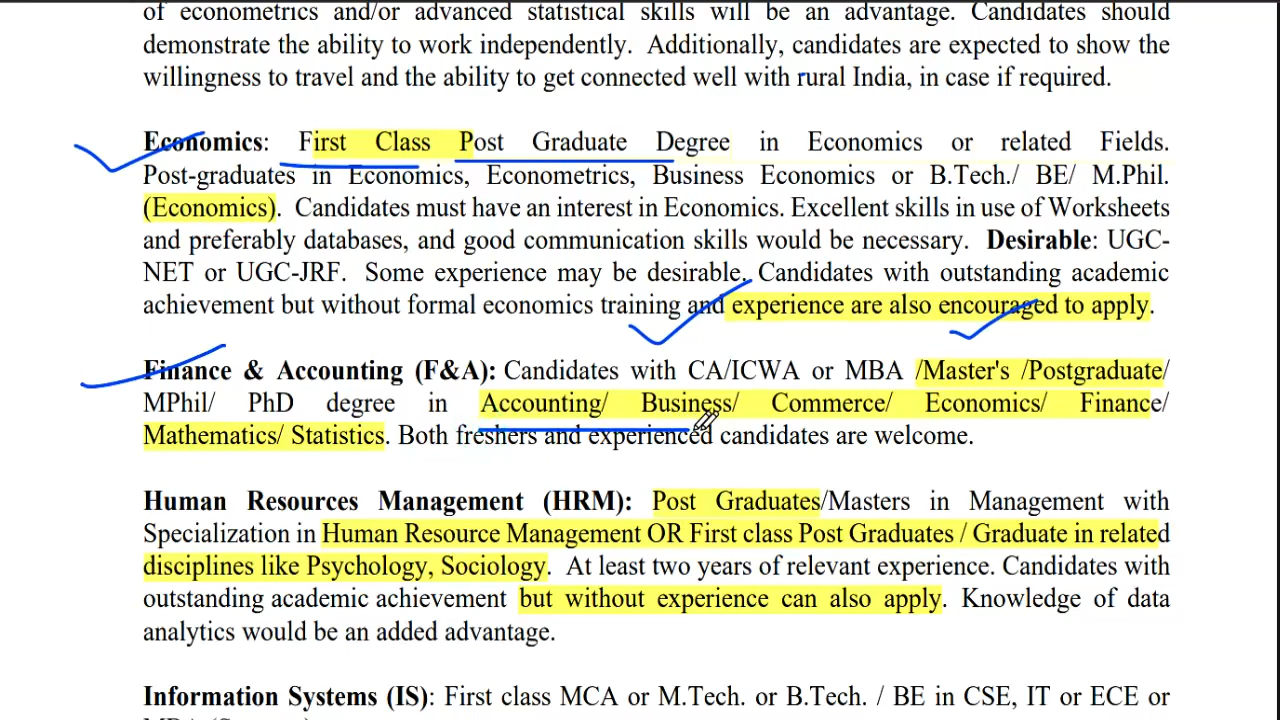 of econometrics and/or advanced statistical skills will be an advantage. Candidates should
demonstrate the ability to work independently. Additionally, candidates are expected to show the
willingness to travel and the ability to get connected well with rural India, in case if required.
Economics: First Class Post Graduate Degree in Economics or related Fields.
Post-graduates in Economics, Econometrics, Business Economics or B.Tech./ BE/ M.Phil.
(Economics). Candidates must have an interest in Economics. Excellent skills in use of Worksheets
and preferably databases, and good communication skills would be necessary. Desirable: UGC-
NET or UGC-JRF. Some experience may be desirable. Candidates with outstanding academic
achievement but without formal economics training and experience are also encouraged to apply.
Finance & Accounting (F&A): Candidates with CA/ICWA or MBA /Master's /Postgraduate/
MPhil/ PhD degree in Accounting/ Business/ Commerce/ Economics/ Finance/
Mathematics/ Statistics. Both freshers and experienced candidates are welcome.
Human Resources Management (HRM): Post Graduates/Masters in Management with
Specialization in Human Resource Management OR First class Post Graduates / Graduate in related
disciplines like Psychology, Sociology. At least two years of relevant experience. Candidates with
outstanding academic achievement but without experience can also apply. Knowledge of data
analytics would be an added advantage.
Information Systems (IS): First class MCA or M.Tech. or B.Tech. / BE in CSE, IT or ECE or